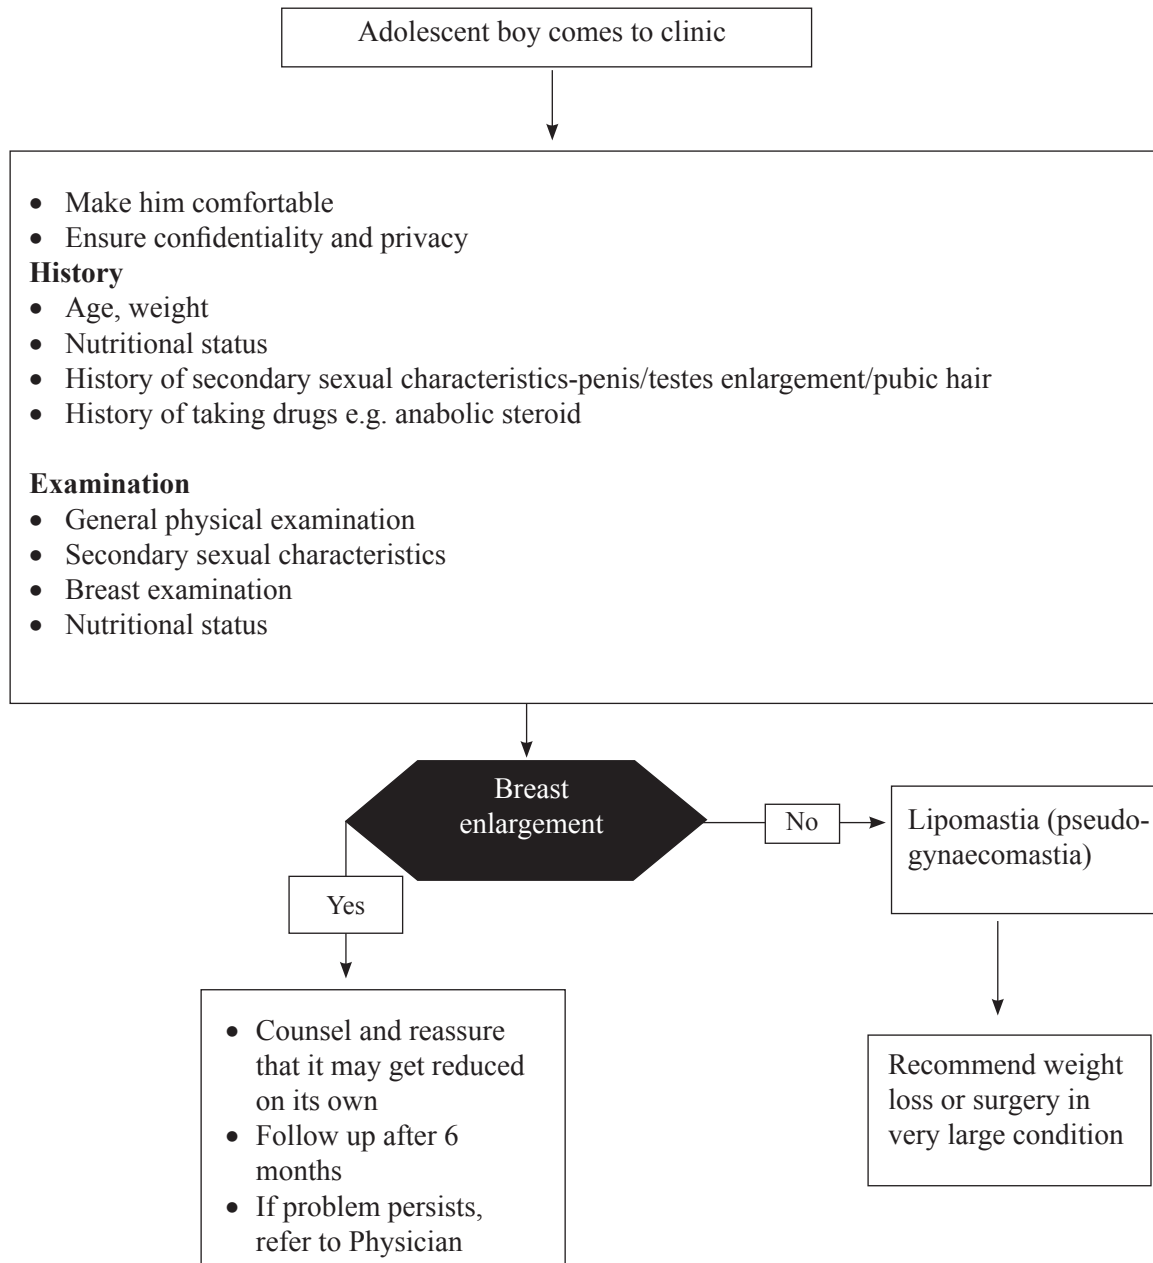 Adolescent boy comes to clinic
• Make him comfortable
• Ensure confidentiality and privacy
History
• Age, weight
• Nutritional status
• History of secondary sexual characteristics-penis/testes enlargement/pubic hair
• History of taking drugs e.g. anabolic steroid
Examination
• General physical examination
• Secondary sexual characteristics
• Breast examination
• Nutritional status
Breast
enlargement
No
Lipomastia (pseudo-
gynaecomastia)
Yes
• Counsel and reassure
that it may get reduced
on its own
• Follow up after 6
months
• If problem persists,
refer to Physician
Recommend weight
loss or surgery in
very large condition